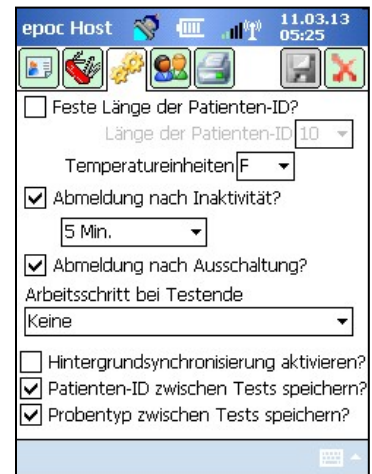 epoc Host 11.03.13
05:25
Feste Länge der Patienten-ID?
Länge der Patienten-ID 10
Temperatureinheiten F
Abmeldung nach Inaktivität?
5 Min.
Abmeldung nach Ausschaltung?
Arbeitsschritt bei Testende
Keine
Hintergrundsynchronisierung aktivieren?
Patienten-ID zwischen Tests speichern?
Probentyp zwischen Tests speichern?